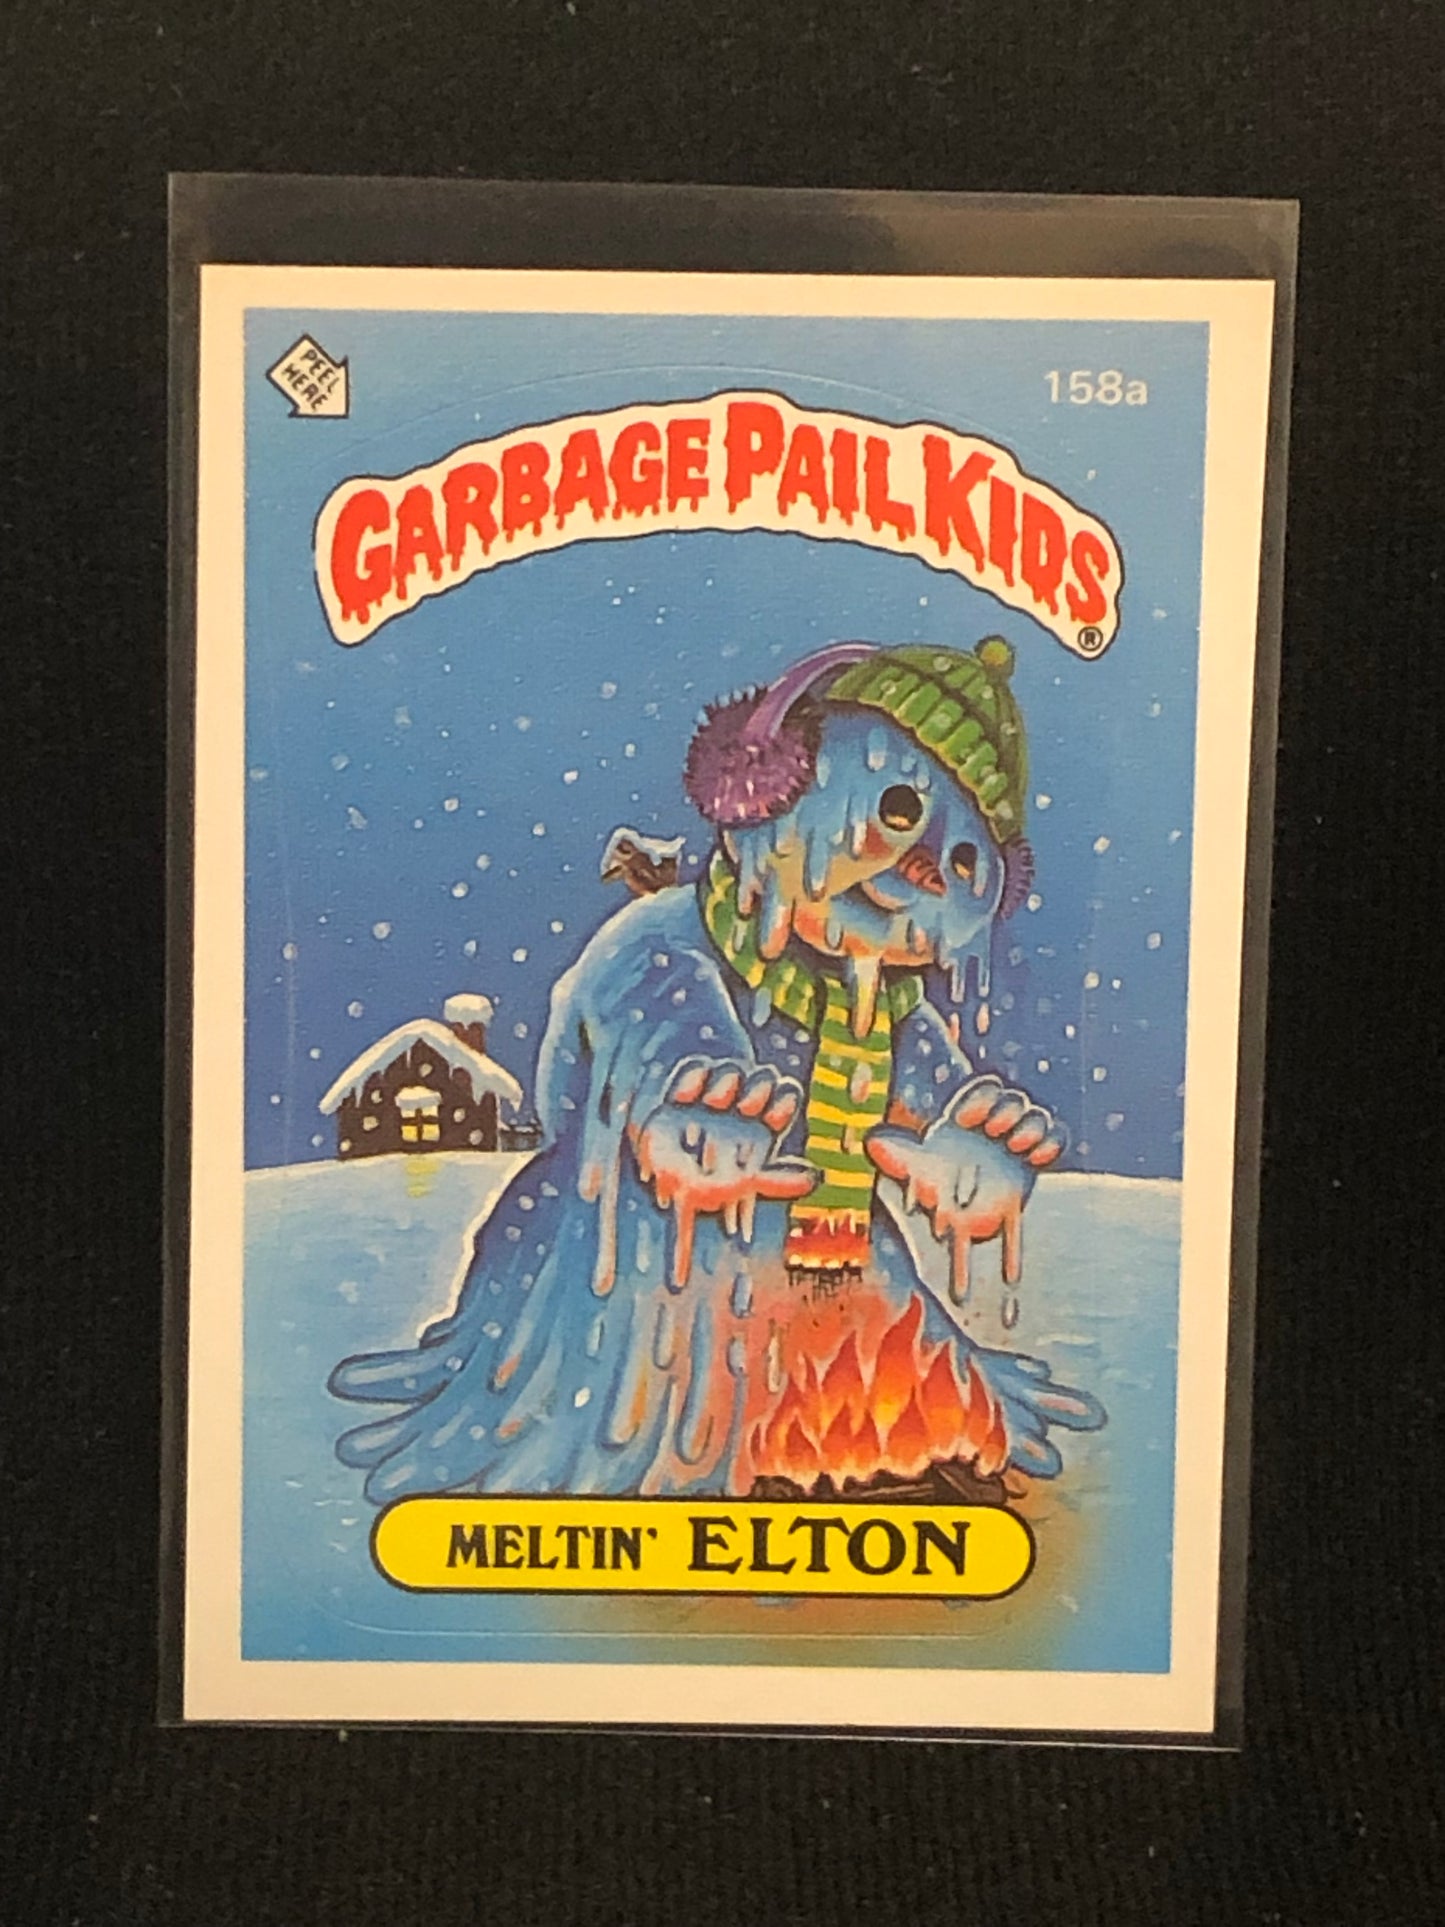 PEEL
HERE
158a
GARBAGE PAIL KIDS
®
MELTIN' ELTON